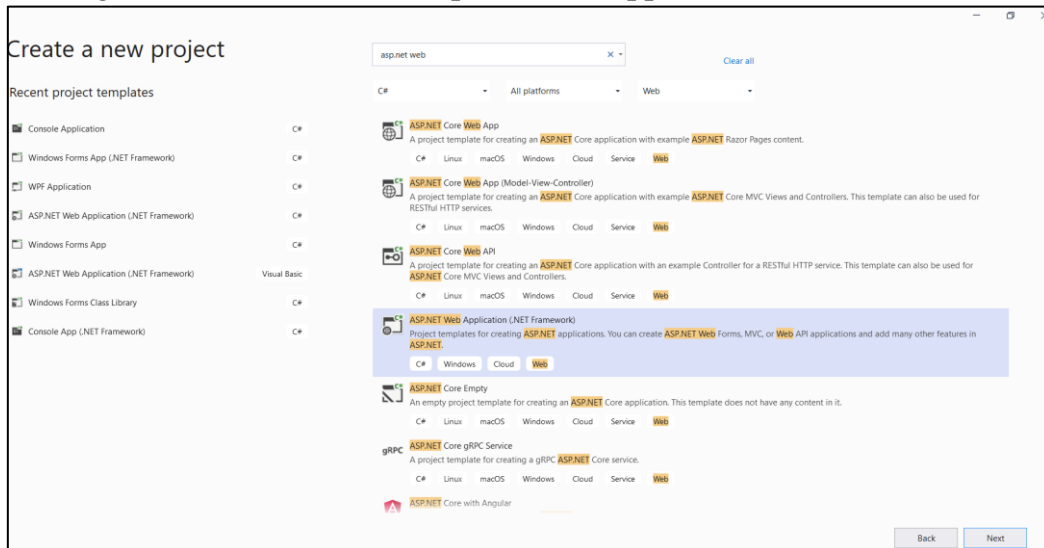 Create a new project
Recent project templates
Console Application C#
Windows Forms App (.NET Framework) C#
WPF Application C#
ASP.NET Web Application (.NET Framework) C#
Windows Forms App C#
ASP.NET Web Application (.NET Framework) Visual Basic
Windows Forms Class Library C#
Console App (.NET Framework) C#
asp.net web
Clear all
C# All platforms Web
ASP.NET Core Web App
A project template for creating an ASP.NET Core application with example ASP.NET Razor Pages content.
C# Linux macOS Windows Cloud Service Web
ASP.NET Core Web App (Model-View-Controller)
A project template for creating an ASP.NET Core application with example ASP.NET Core MVC Views and Controllers. This template can also be used for
RESTful HTTP services.
C# Linux macOS Windows Cloud Service Web
ASP.NET Core Web API
A project template for creating an ASP.NET Core application with an example Controller for a RESTful HTTP service. This template can also be used for
ASP.NET Core MVC Views and Controllers.
C# Linux macOS Windows Cloud Service Web
ASP.NET Web Application (.NET Framework)
Project templates for creating ASP.NET applications. You can create ASP.NET Web Forms, MVC, or Web API applications and add many other features in
ASP.NET.
C# Windows Cloud Web
ASP.NET Core Empty
An empty project template for creating an ASP.NET Core application. This template does not have any content in it.
C# Linux macOS Windows Cloud Service Web
gRPC ASP.NET Core gRPC Service
A project template for creating a gRPC ASP.NET Core service.
C# Linux macOS Windows Cloud Service Web
ASP.NET Core with Angular
Back Next